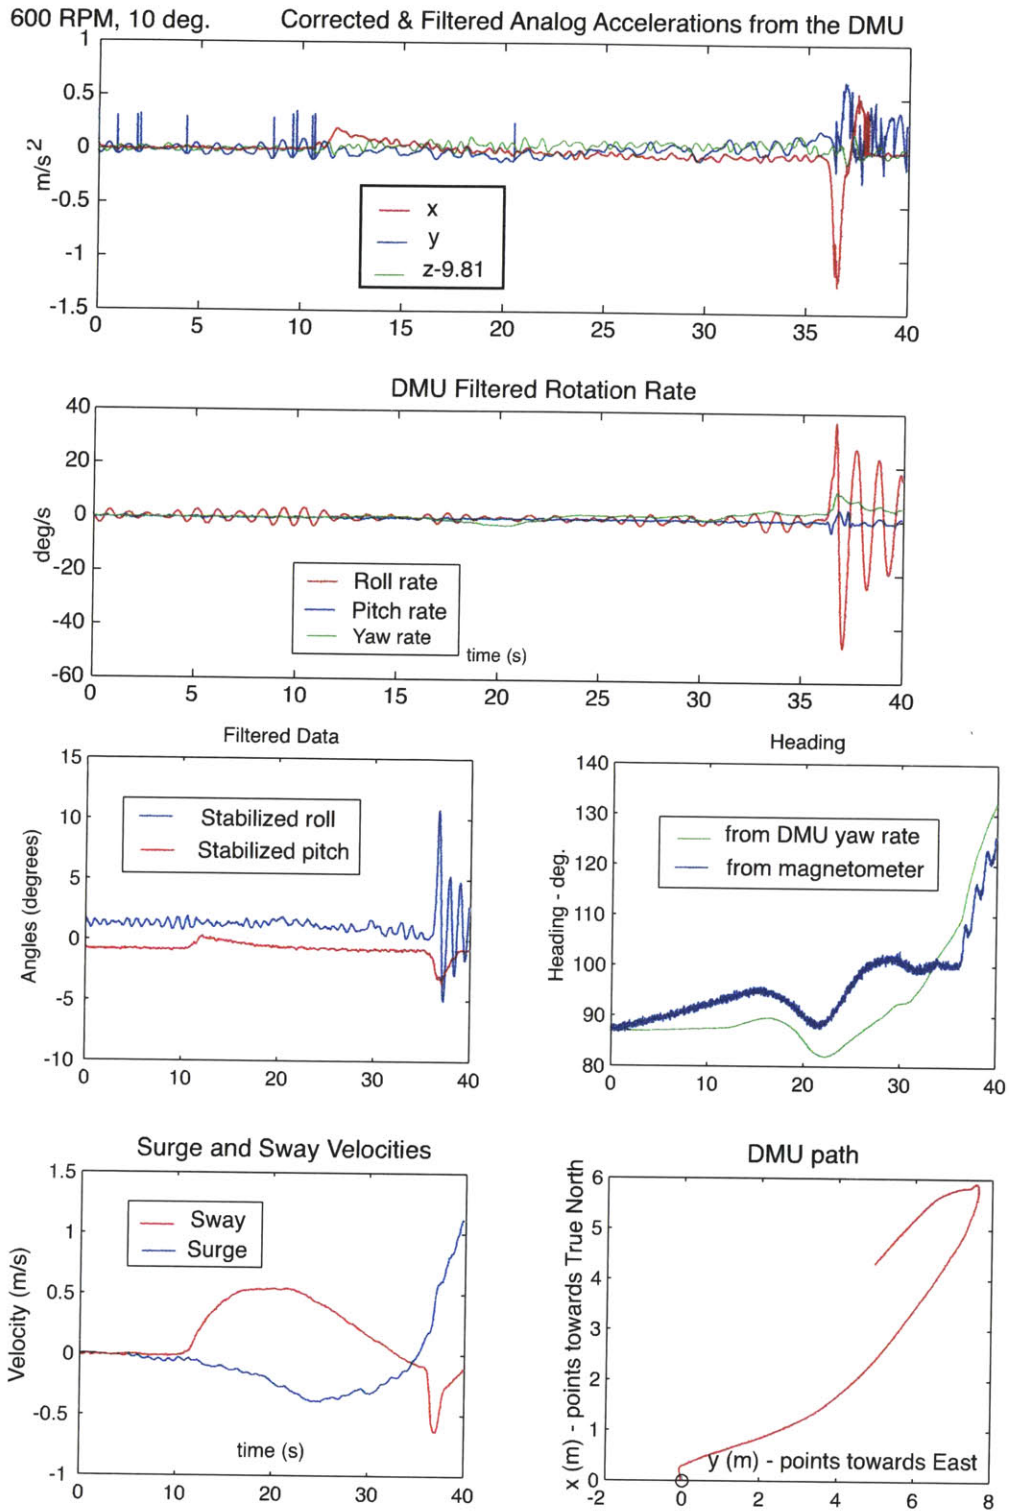 600 RPM, 10 deg.
Corrected & Filtered Analog Accelerations from the DMU
1
0.5
0
-0.5
-1
-1.5
m/s 2
x
y
z-9.81
0 5 10 15 20 25 30 35 40
DMU Filtered Rotation Rate
40
20
0
-20
-40
-60
deg/s
Roll rate
Pitch rate
Yaw rate
time (s)
0 5 10 15 20 25 30 35 40
Filtered Data
15
10
5
0
-5
-10
Angles (degrees)
Stabilized roll
Stabilized pitch
0 10 20 30 40
Heading
140
130
120
110
100
90
80
Heading - deg.
from DMU yaw rate
from magnetometer
0 10 20 30 40
Surge and Sway Velocities
1.5
1
0.5
0
-0.5
-1
Velocity (m/s)
Sway
Surge
time (s)
0 10 20 30 40
DMU path
6
5
4
3
2
1
0
x (m) - points towards True North
y (m) - points towards East
-2 0 2 4 6 8